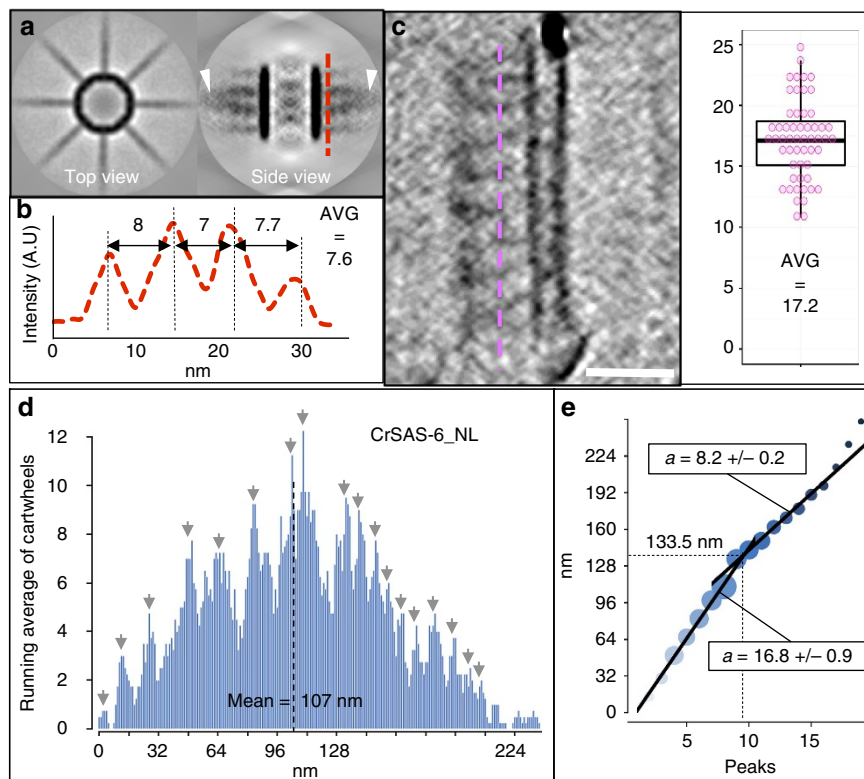 a
Top view
Side view
b
8
7
7.7
AVG
=
7.6
Intensity (A.U)
0
10
20
30
nm
c
25
20
15
10
5
0
AVG
=
17.2
d
CrSAS-6_NL
Running average of cartwheels
12
10
8
6
4
2
0
Mean = 107 nm
0
32
64
96
128
224
nm
e
224
192
160
128
96
64
32
0
nm
a = 8.2 +/– 0.2
133.5 nm
a = 16.8 +/– 0.9
5
10
15
Peaks